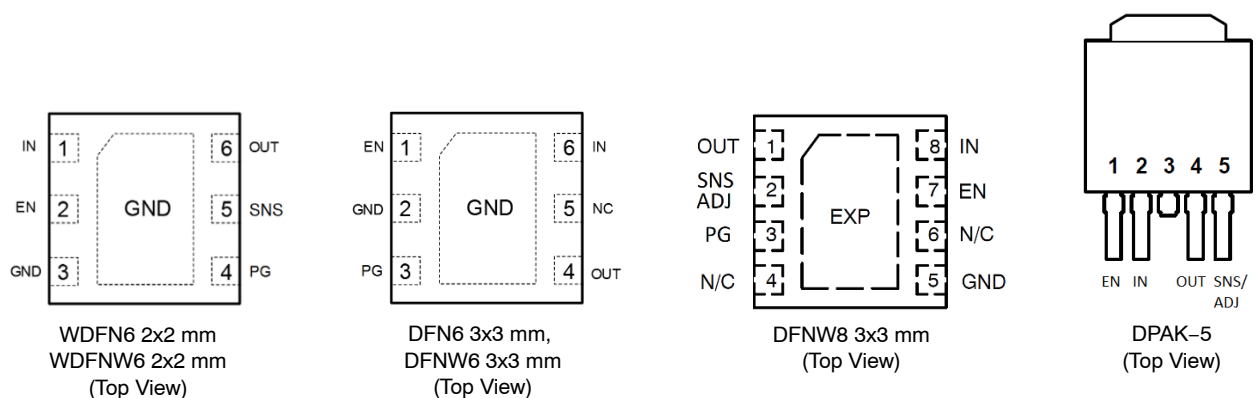 IN 1 GND 6 OUT
EN 2 5 SNS
GND 3 4 PG
WDFN6 2x2 mm
WDFNW6 2x2 mm
(Top View)
EN 1 GND 6 IN
GND 2 5 NC
PG 3 4 OUT
DFN6 3x3 mm,
DFNW6 3x3 mm
(Top View)
OUT 1 8 IN
SNS
ADJ 2 7 EN
EXP
PG 3 6 N/C
N/C 4 5 GND
DFNW8 3x3 mm
(Top View)
1 2 3 4 5
EN IN OUT SNS/
ADJ
DPAK–5
(Top View)